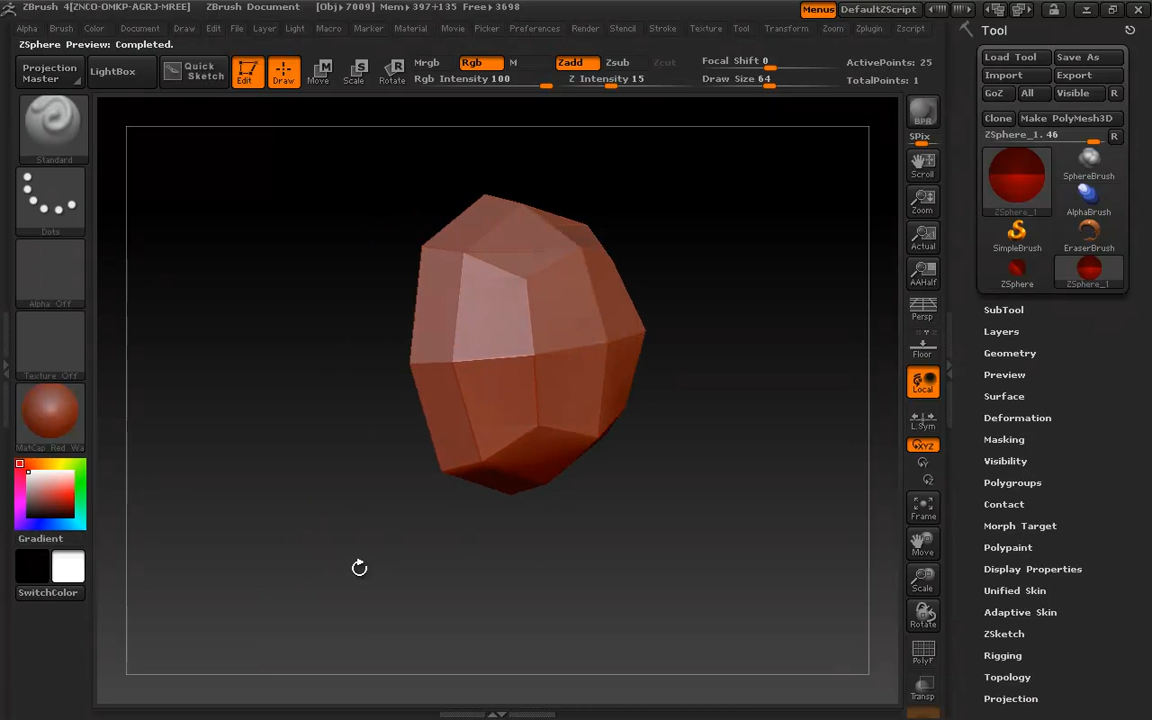 ZBrush 4[ZNCO-OMKP-AGRJ-MREE] ZBrush Document [Obj▸7009] Mem▸397+135 Free▸3698 Menus DefaultZScript
Alpha Brush Color Document Draw Edit File Layer Light Macro Marker Material Movie Picker Preferences Render Stencil Stroke Texture Tool Transform Zoom Zplugin Zscript
ZSphere Preview: Completed.
Projection Master
LightBox
Quick Sketch
Edit
Draw
Move
Scale
Rotate
Mrgb Rgb M
Rgb Intensity 100
Zadd Zsub Zcut
Z Intensity 15
Focal Shift 0
Draw Size 64
ActivePoints: 25
TotalPoints: 1
Standard
Dots
Alpha Off
Texture Off
MatCap Red Wa
Gradient
SwitchColor
BPR
SPix
Scroll
Zoom
Actual
AAHalf
Persp
Floor
Local
L.Sym
XYZ
Frame
Move
Scale
Rotate
PolyF
Transp
Tool
Load Tool Save As
Import Export
GoZ All Visible R
Clone Make PolyMesh3D
ZSphere_1. 46 R
ZSphere_1
SphereBrush
AlphaBrush
SimpleBrush
EraserBrush
ZSphere
ZSphere_1
SubTool
Layers
Geometry
Preview
Surface
Deformation
Masking
Visibility
Polygroups
Contact
Morph Target
Polypaint
Display Properties
Unified Skin
Adaptive Skin
ZSketch
Rigging
Topology
Projection